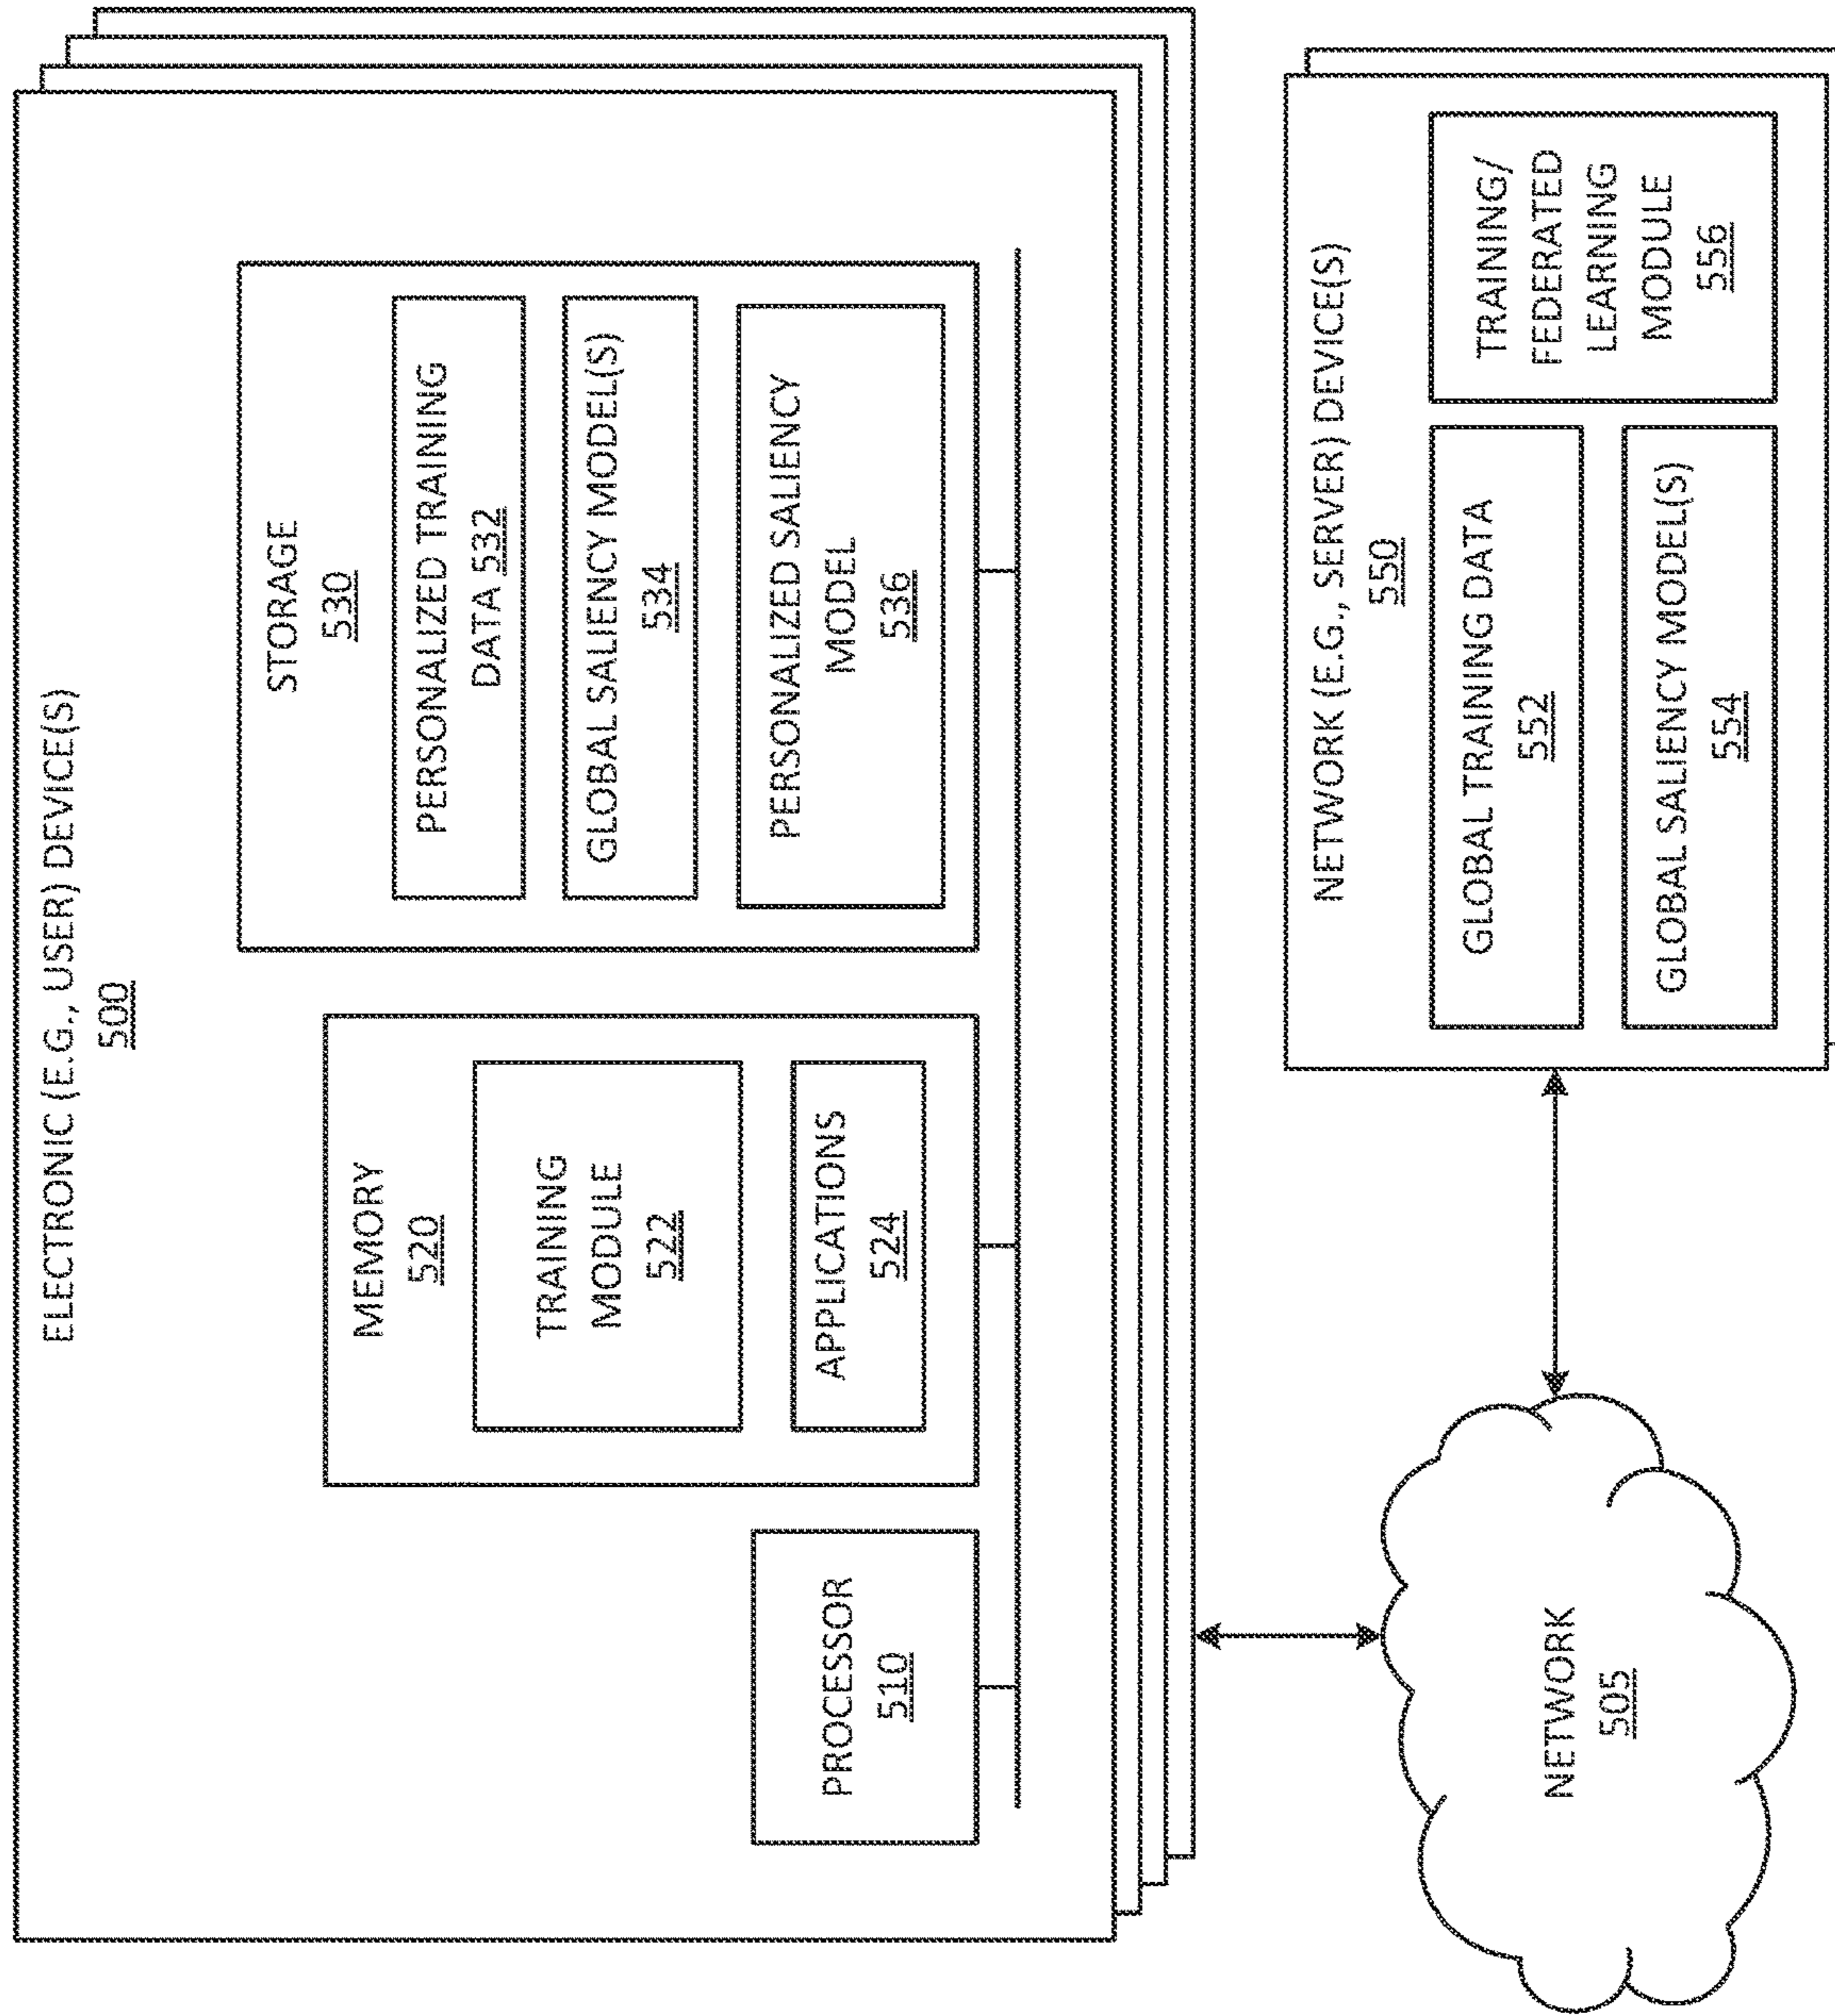 ELECTRONIC (E.G., USER) DEVICE(S)
500
PROCESSOR
510
MEMORY
520
TRAINING
MODULE
522
APPLICATIONS
524
STORAGE
530
PERSONALIZED TRAINING
DATA 532
GLOBAL SALIENCY MODEL(S)
534
PERSONALIZED SALIENCY
MODEL
536
NETWORK
505
NETWORK (E.G., SERVER) DEVICE(S)
550
GLOBAL TRAINING DATA
552
GLOBAL SALIENCY MODEL(S)
554
TRAINING/
FEDERATED
LEARNING
MODULE
556